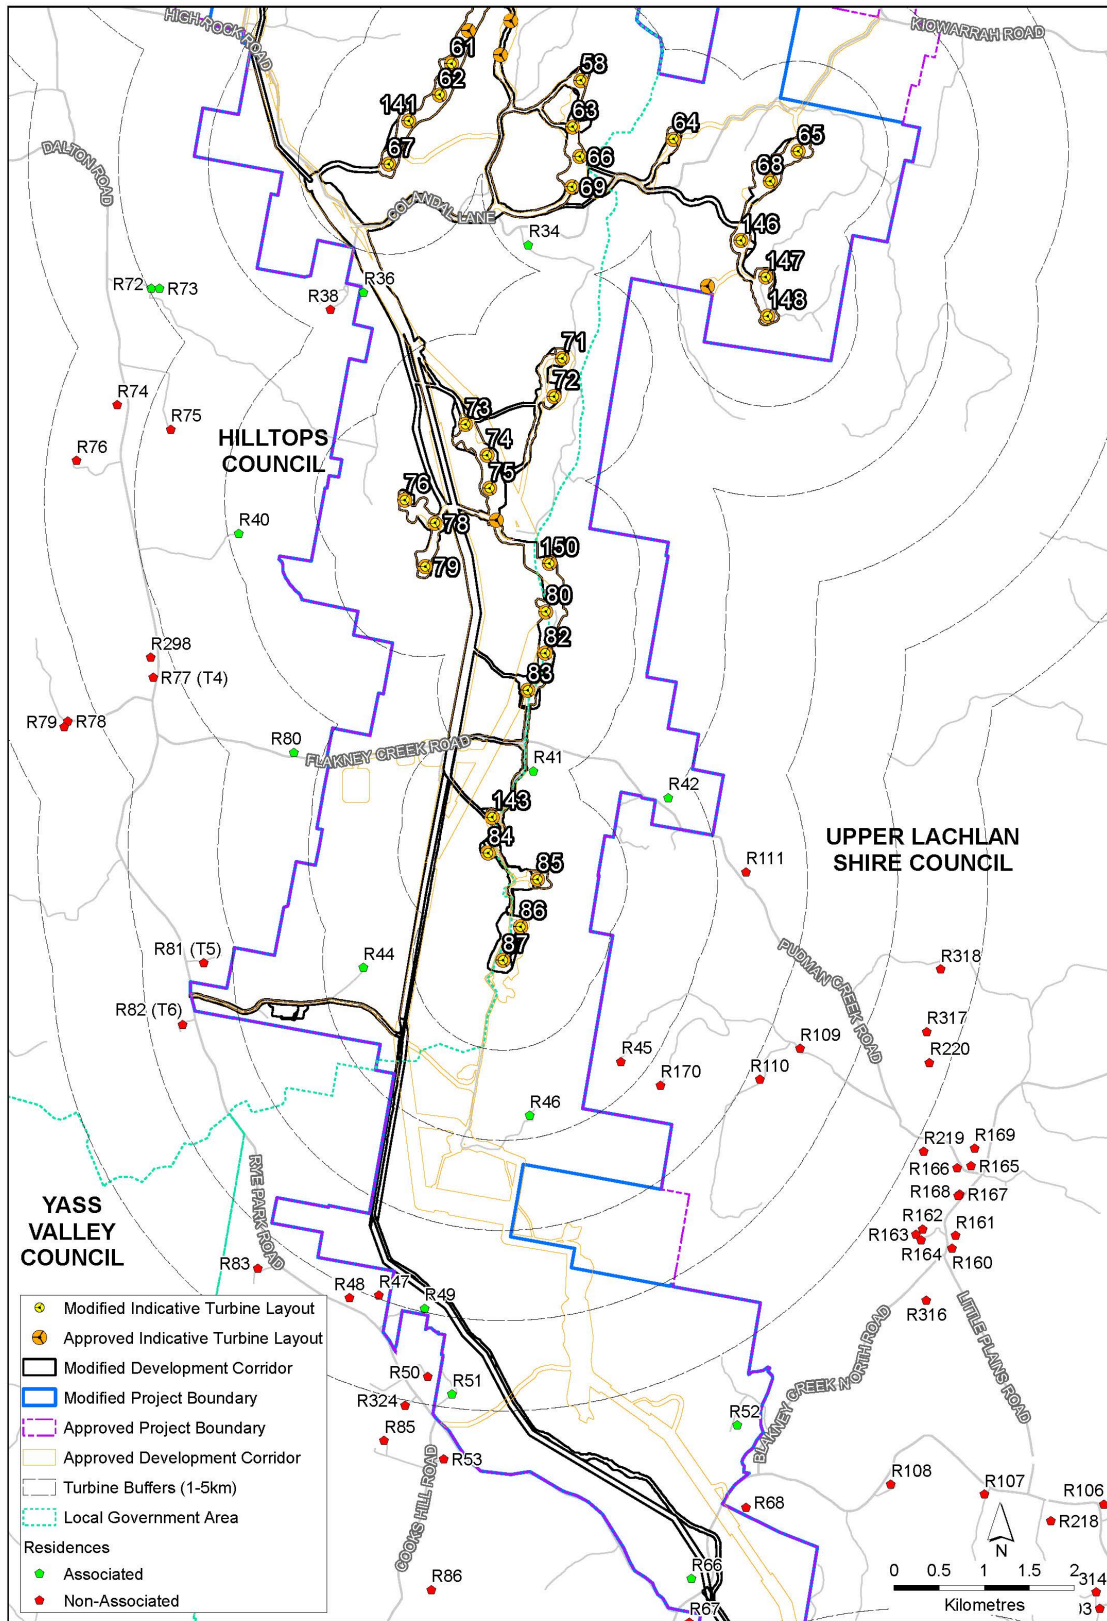 HIGH ROCK ROAD
KIOWARRAH ROAD
61
62
58
141
63
64
65
67
66
68
69
DALTON ROAD
COLANDAL LANE
R34
146
147
148
R72
R73
R36
R38
71
72
R74
R75
R76
73
74
75
HILLTOPS
COUNCIL
76
78
79
R40
150
80
82
83
R298
R77 (T4)
R79
R78
R80
FLAKNEY CREEK ROAD
R41
R42
143
84
85
86
87
UPPER LACHLAN
SHIRE COUNCIL
R111
R81 (T5)
R44
R82 (T6)
PUDMAN CREEK ROAD
R318
R317
R220
R45
R170
R109
R110
R46
R219
R169
R166
R165
R168
R167
R162
R163
R164
R161
R160
R316
RYE PARK ROAD
YASS
VALLEY
COUNCIL
R83
R48
R47
R49
R50
R51
R324
R85
R53
COOKS HILL ROAD
R86
R52
BLAKNEY CREEK NORTH ROAD
LITTLE PLAINS ROAD
R108
R107
R106
R218
R68
R66
R67
314
03
Modified Indicative Turbine Layout
Approved Indicative Turbine Layout
Modified Development Corridor
Modified Project Boundary
Approved Project Boundary
Approved Development Corridor
Turbine Buffers (1-5km)
Local Government Area
Residences
Associated
Non-Associated
N
0 0.5 1 1.5 2
Kilometres